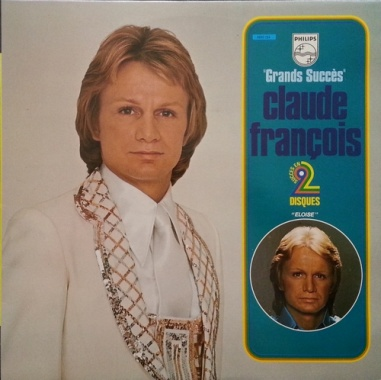 PHILIPS
"Grands Succès"
claude
françois
2
DISQUES
"ELOISE"